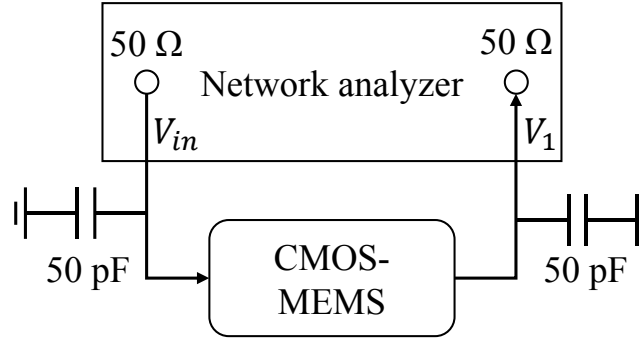 50 Ω
50 Ω
Network analyzer
V_in
V_1
50 pF
CMOS-
MEMS
50 pF